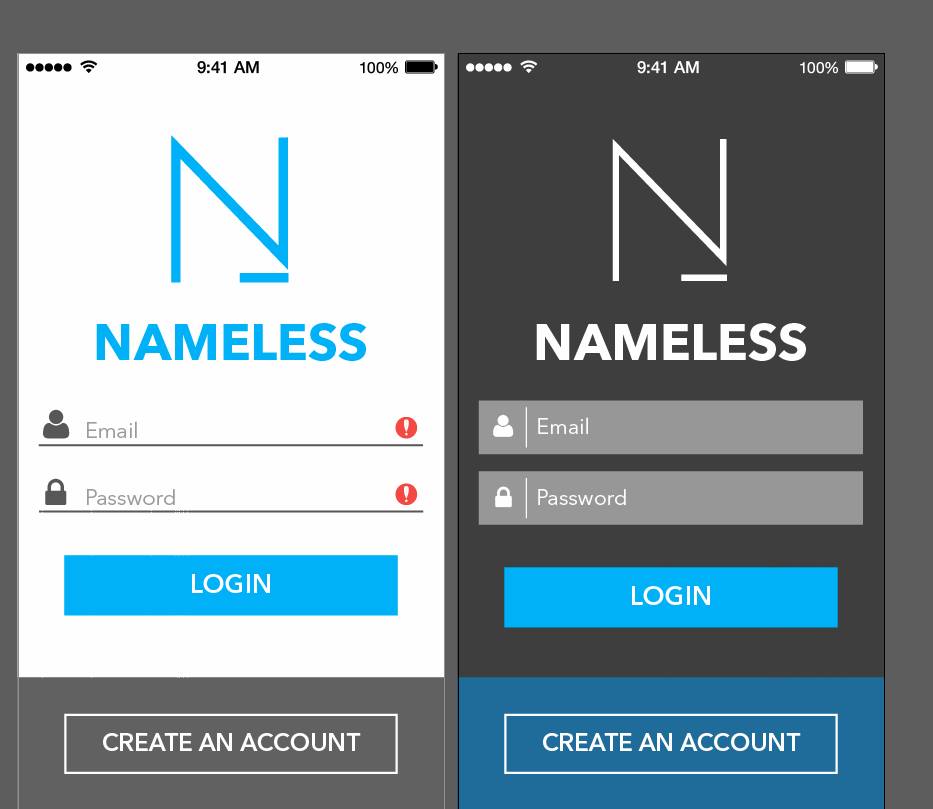 9:41 AM 100%
N
NAMELESS
Email
Password
LOGIN
CREATE AN ACCOUNT
9:41 AM 100%
N
NAMELESS
Email
Password
LOGIN
CREATE AN ACCOUNT